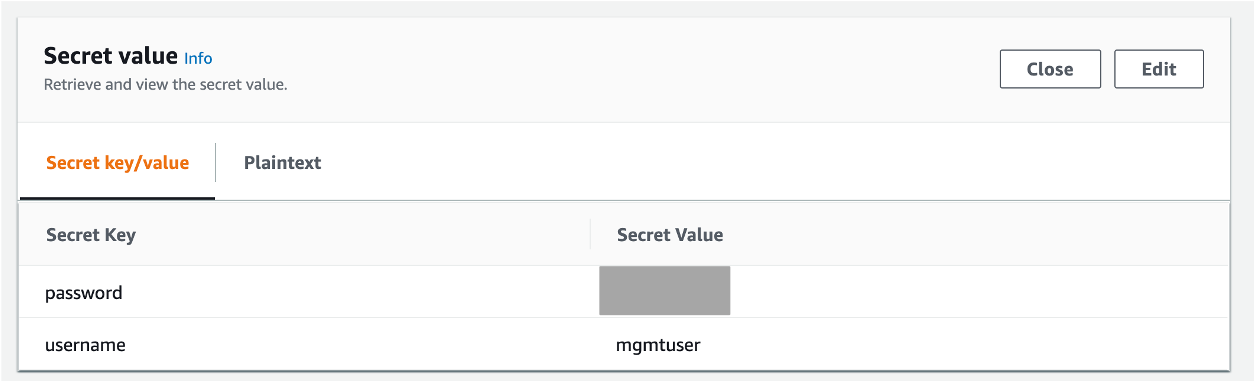 Secret value Info
Retrieve and view the secret value.
Close Edit
Secret key/value Plaintext
Secret Key Secret Value
password
username mgmtuser